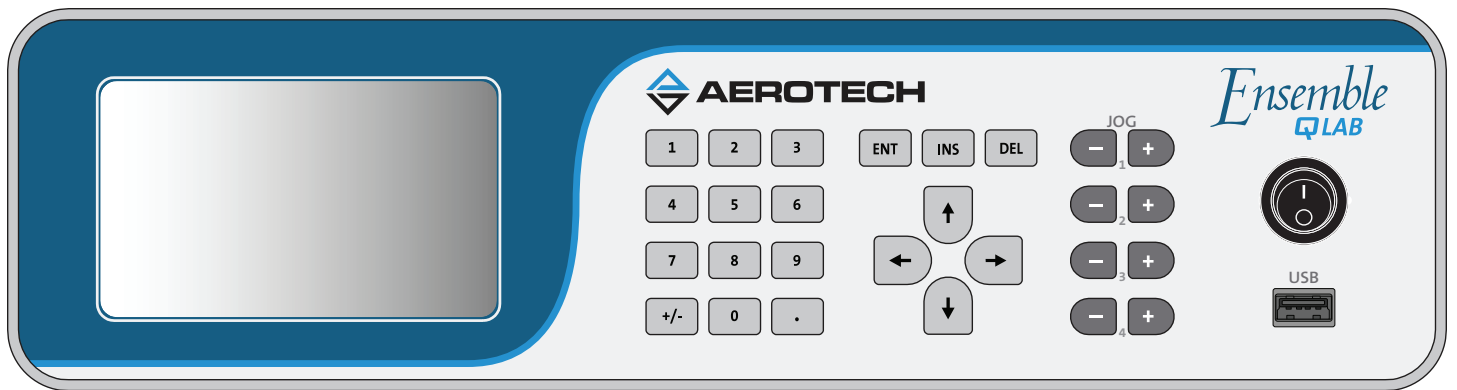 AEROTECH
Ensemble
QLAB
JOG
1 2 3 ENT INS DEL − + 1
4 5 6 ↑ − + 2
7 8 9 ← → − + 3
+/- 0 . ↓ − + 4
USB